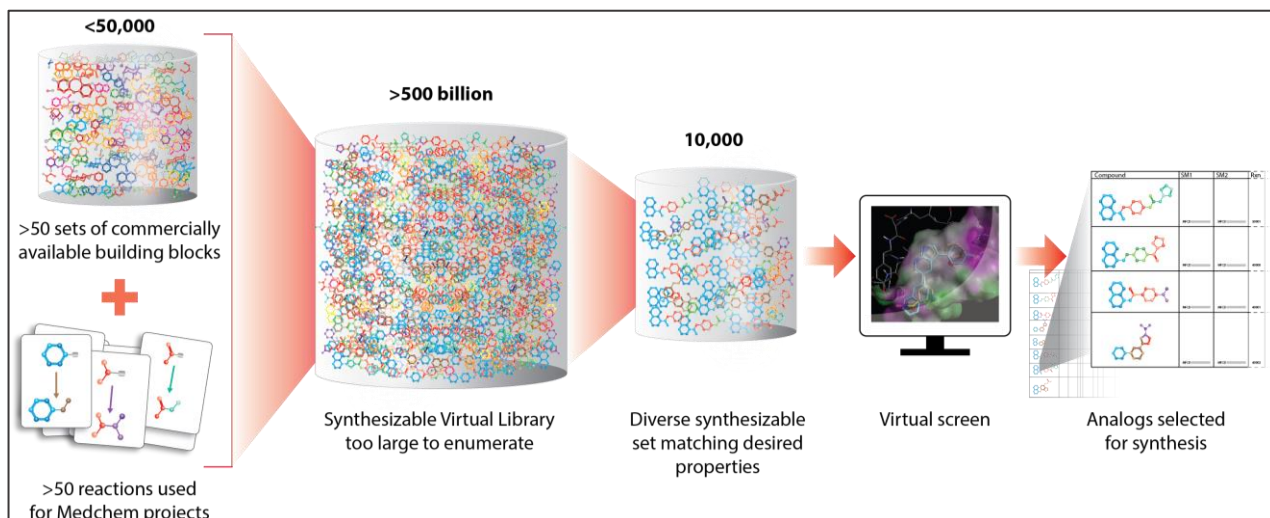 <50,000
>50 sets of commercially
available building blocks
>50 reactions used
for Medchem projects
>500 billion
Synthesizable Virtual Library
too large to enumerate
10,000
Diverse synthesizable
set matching desired
properties
Virtual screen
Compound SM1 SM2 Rxn
Analogs selected
for synthesis